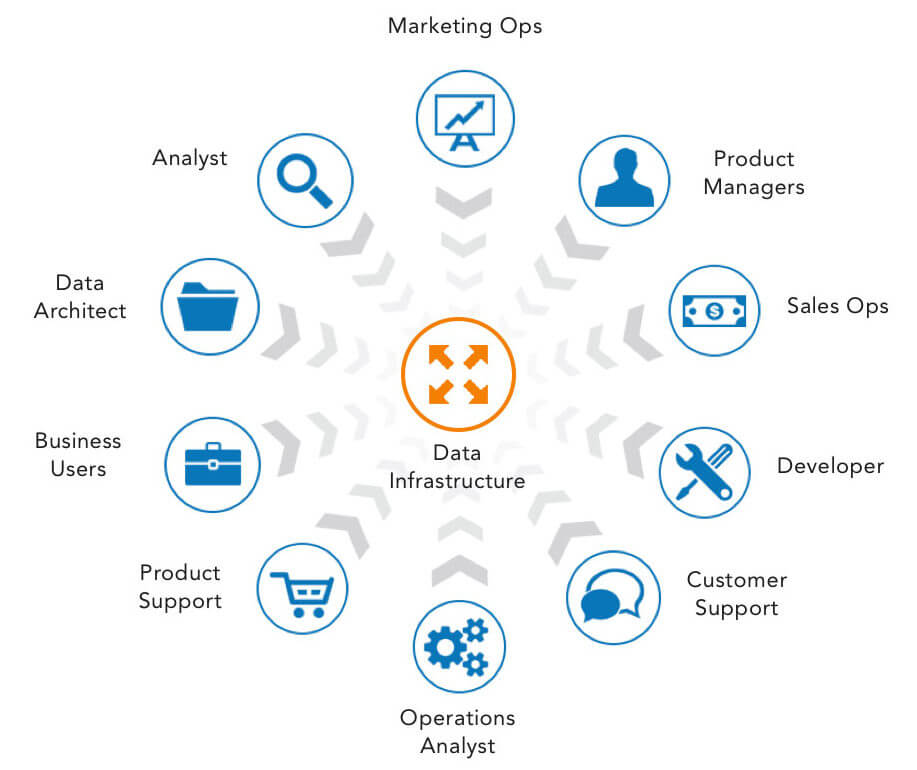 Marketing Ops
Analyst
Product
Managers
Data
Architect
Sales Ops
Business
Users
Data
Infrastructure
Developer
Product
Support
Customer
Support
Operations
Analyst